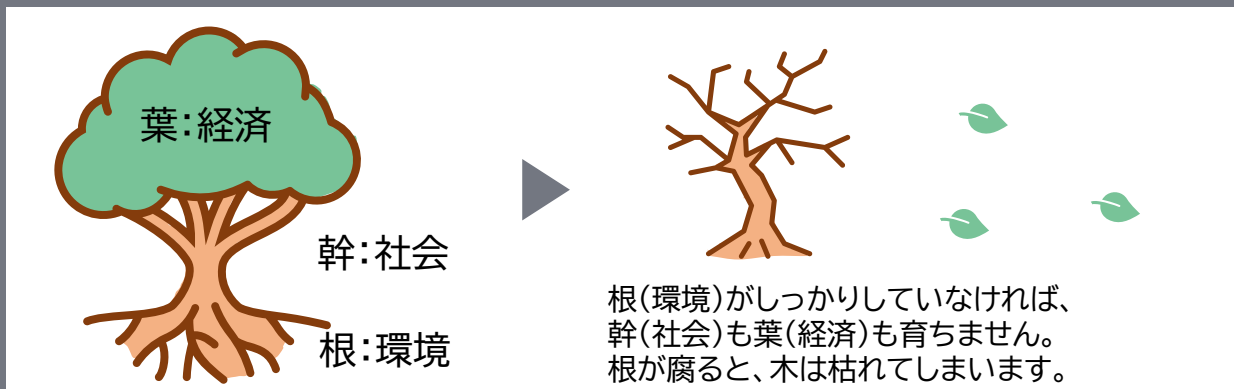 葉：経済
幹：社会
根：環境
根（環境）がしっかりしていなければ、
幹（社会）も葉（経済）も育ちません。
根が腐ると、木は枯れてしまいます。